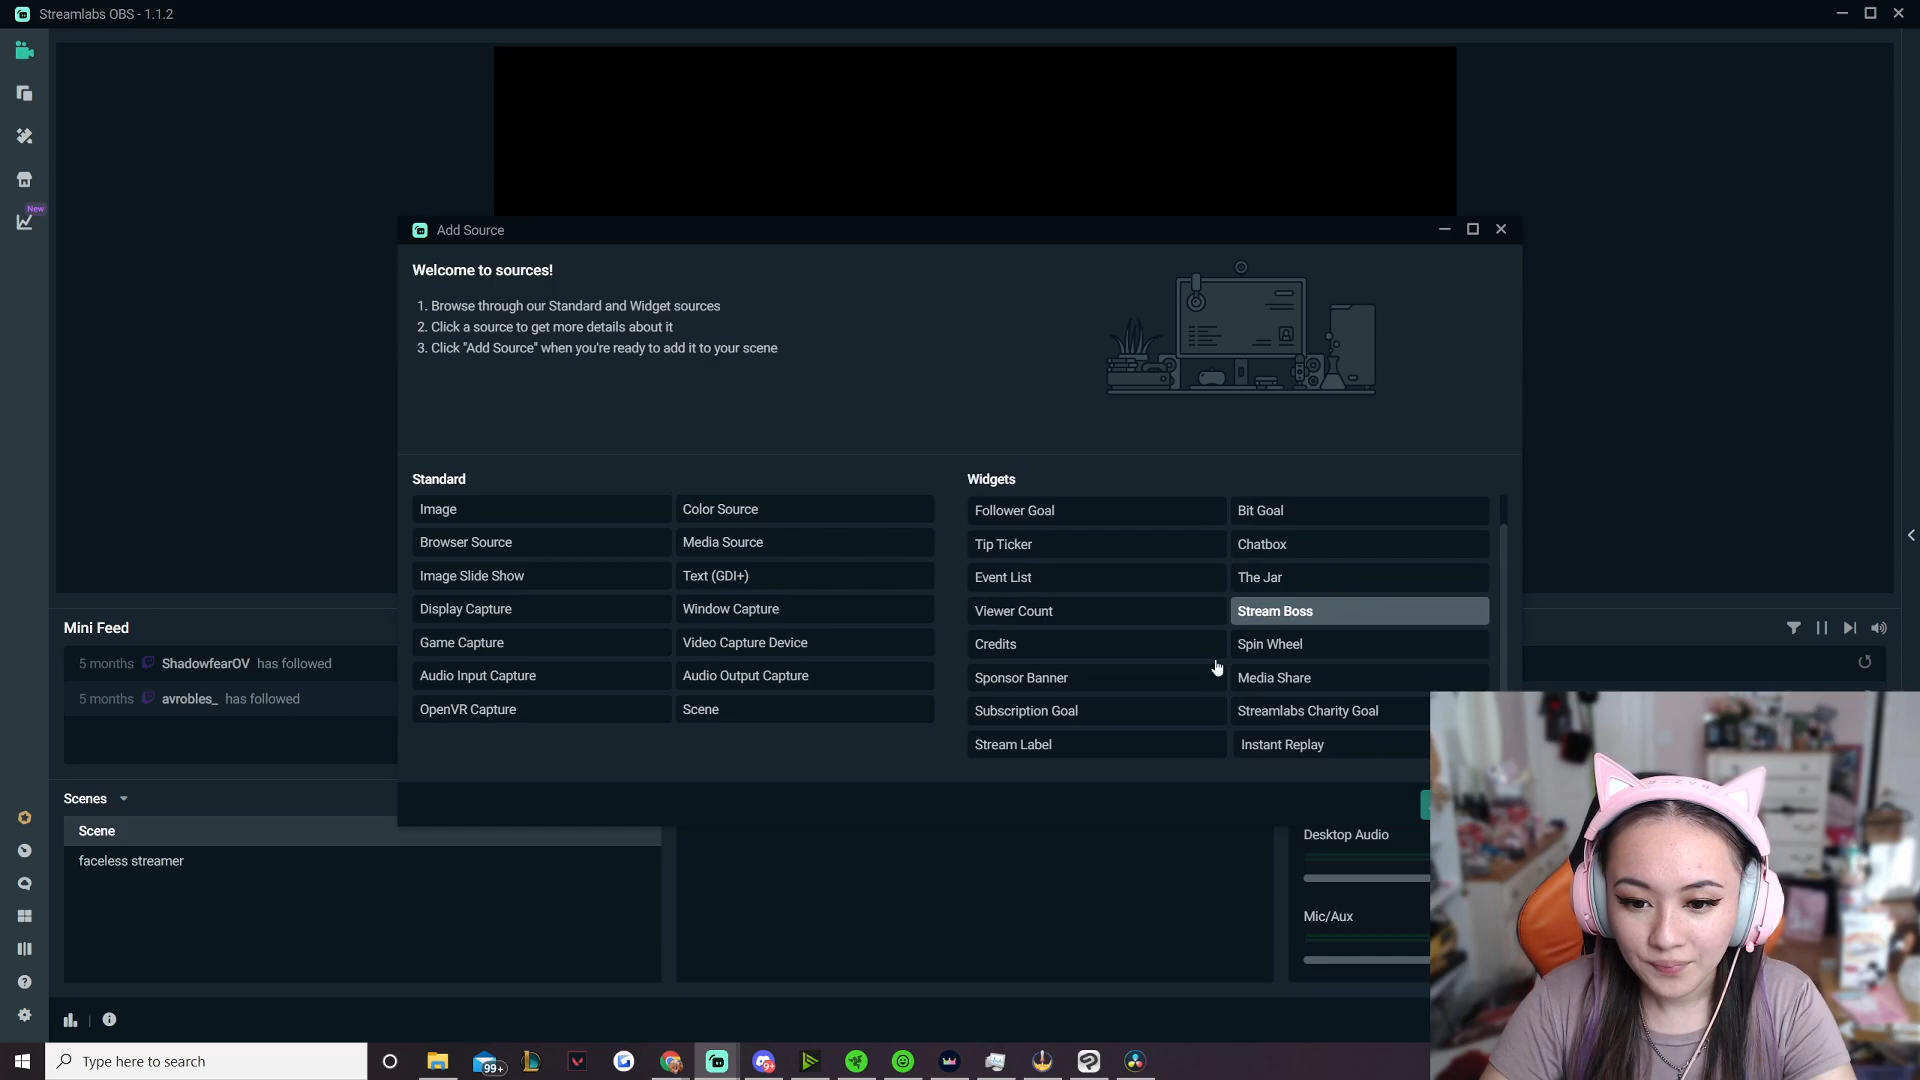 Streamlabs OBS - 1.1.2
New
Add Source
Welcome to sources!
1. Browse through our Standard and Widget sources
2. Click a source to get more details about it
3. Click "Add Source" when you're ready to add it to your scene
Standard
Image
Color Source
Browser Source
Media Source
Image Slide Show
Text (GDI+)
Display Capture
Window Capture
Game Capture
Video Capture Device
Audio Input Capture
Audio Output Capture
OpenVR Capture
Scene
Widgets
Follower Goal
Bit Goal
Tip Ticker
Chatbox
Event List
The Jar
Viewer Count
Stream Boss
Credits
Spin Wheel
Sponsor Banner
Media Share
Subscription Goal
Streamlabs Charity Goal
Stream Label
Instant Replay
Mini Feed
5 months ShadowfearOV has followed
5 months avrobles_ has followed
Scenes
Scene
faceless streamer
Desktop Audio
Mic/Aux
Type here to search
99+